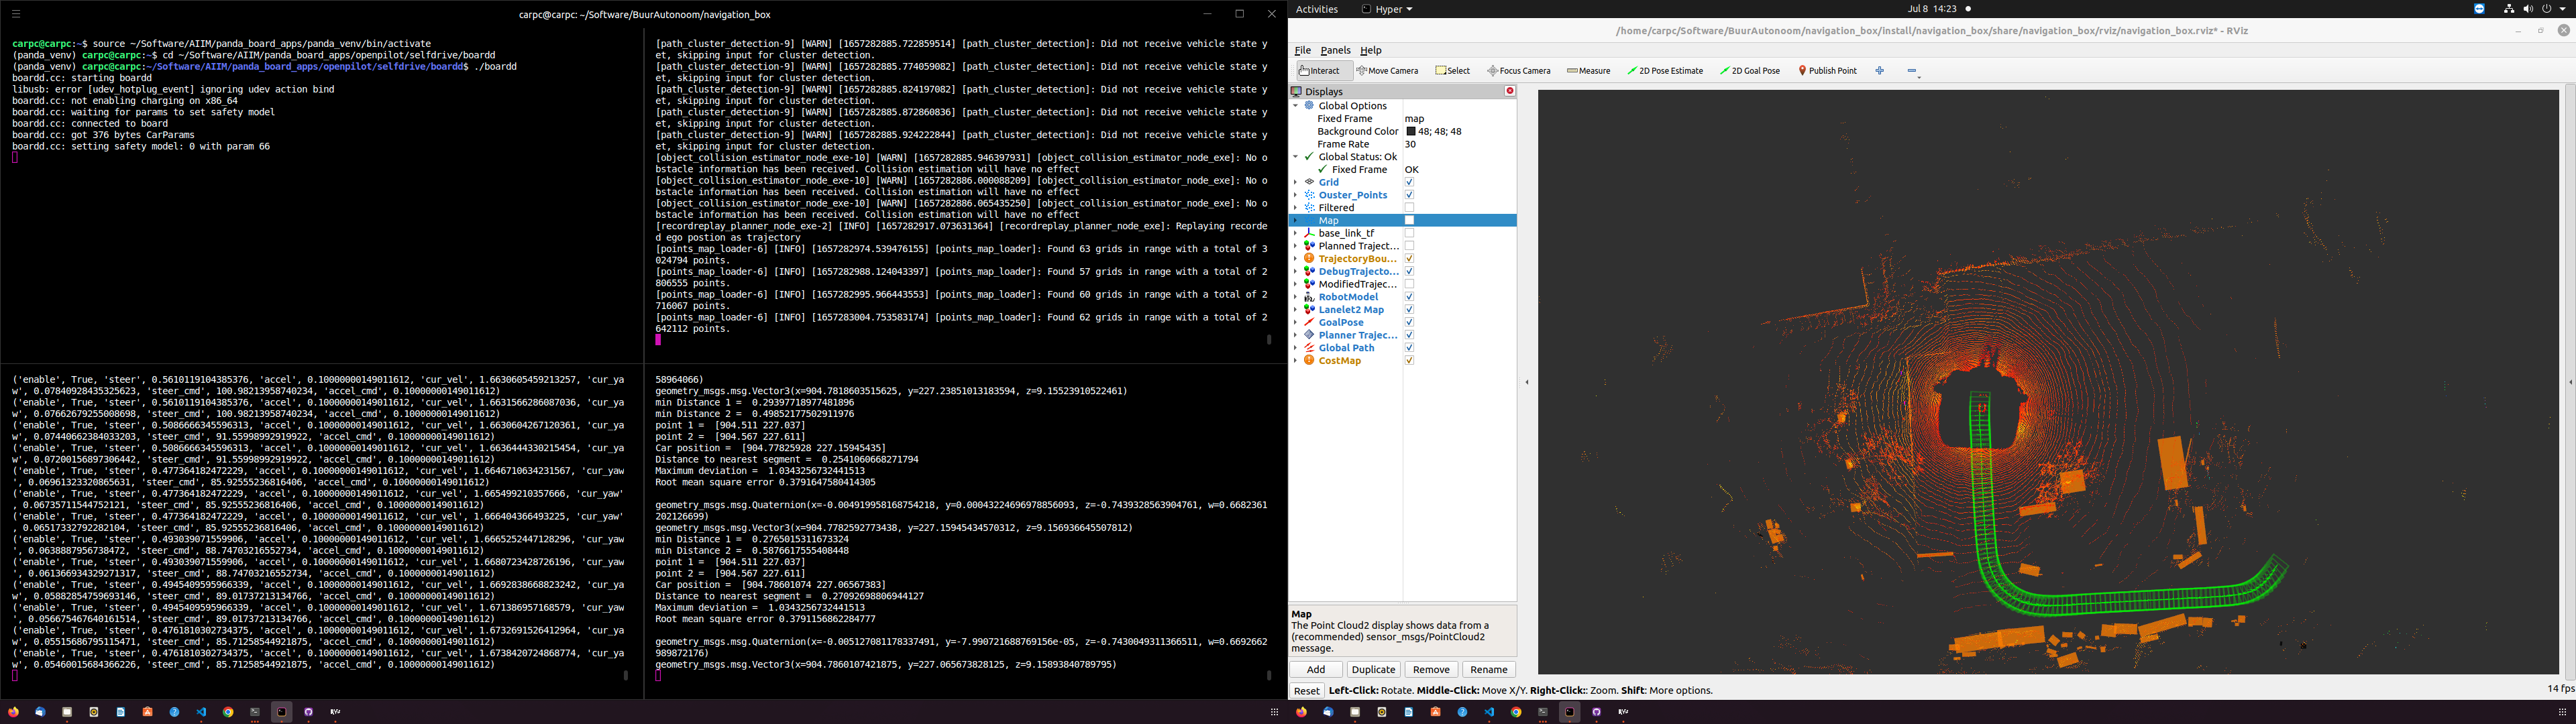 carpc@carpc: ~/Software/BuurAutonoom/navigation_box
carpc@carpc:~$ source ~/Software/AIIM/panda_board_apps/panda_venv/bin/activate
(panda_venv) carpc@carpc:~$ cd ~/Software/AIIM/panda_board_apps/openpilot/selfdrive/boardd
(panda_venv) carpc@carpc:~/Software/AIIM/panda_board_apps/openpilot/selfdrive/boardd$ ./boardd
boardd.cc: starting boardd
libusb: error [udev_hotplug_event] ignoring udev action bind
boardd.cc: not enabling charging on x86_64
boardd.cc: waiting for params to set safety model
boardd.cc: connected to board
boardd.cc: got 376 bytes CarParams
boardd.cc: setting safety model: 0 with param 66
[path_cluster_detection-9] [WARN] [1657282885.722859514] [path_cluster_detection]: Did not receive vehicle state y
et, skipping input for cluster detection.
[path_cluster_detection-9] [WARN] [1657282885.774059082] [path_cluster_detection]: Did not receive vehicle state y
et, skipping input for cluster detection.
[path_cluster_detection-9] [WARN] [1657282885.824197082] [path_cluster_detection]: Did not receive vehicle state y
et, skipping input for cluster detection.
[path_cluster_detection-9] [WARN] [1657282885.872860836] [path_cluster_detection]: Did not receive vehicle state y
et, skipping input for cluster detection.
[path_cluster_detection-9] [WARN] [1657282885.924222844] [path_cluster_detection]: Did not receive vehicle state y
et, skipping input for cluster detection.
[object_collision_estimator_node_exe-10] [WARN] [1657282885.946397931] [object_collision_estimator_node_exe]: No o
bstacle information has been received. Collision estimation will have no effect
[object_collision_estimator_node_exe-10] [WARN] [1657282886.000088209] [object_collision_estimator_node_exe]: No o
bstacle information has been received. Collision estimation will have no effect
[object_collision_estimator_node_exe-10] [WARN] [1657282886.065435250] [object_collision_estimator_node_exe]: No o
bstacle information has been received. Collision estimation will have no effect
[recordreplay_planner_node_exe-2] [INFO] [1657282917.073631364] [recordreplay_planner_node_exe]: Replaying recorde
d ego postion as trajectory
[points_map_loader-6] [INFO] [1657282974.539476155] [points_map_loader]: Found 63 grids in range with a total of 3
024794 points.
[points_map_loader-6] [INFO] [1657282988.124043397] [points_map_loader]: Found 57 grids in range with a total of 2
806555 points.
[points_map_loader-6] [INFO] [1657282995.966443553] [points_map_loader]: Found 60 grids in range with a total of 2
716067 points.
[points_map_loader-6] [INFO] [1657283004.753583174] [points_map_loader]: Found 62 grids in range with a total of 2
642112 points.
('enable', True, 'steer', 0.5610119104385376, 'accel', 0.10000000149011612, 'cur_vel', 1.6630605459213257, 'cur_ya
w', 0.07840928435325623, 'steer_cmd', 100.98213958740234, 'accel_cmd', 0.10000000149011612)
('enable', True, 'steer', 0.5610119104385376, 'accel', 0.10000000149011612, 'cur_vel', 1.6631566286087036, 'cur_ya
w', 0.07662679255008698, 'steer_cmd', 100.98213958740234, 'accel_cmd', 0.10000000149011612)
('enable', True, 'steer', 0.5086666345596313, 'accel', 0.10000000149011612, 'cur_vel', 1.6630604267120361, 'cur_ya
w', 0.07440662384033203, 'steer_cmd', 91.55998992919922, 'accel_cmd', 0.10000000149011612)
('enable', True, 'steer', 0.5086666345596313, 'accel', 0.10000000149011612, 'cur_vel', 1.6636444330215454, 'cur_ya
w', 0.07200156897306442, 'steer_cmd', 91.55998992919922, 'accel_cmd', 0.10000000149011612)
('enable', True, 'steer', 0.477364182472229, 'accel', 0.10000000149011612, 'cur_vel', 1.6646710634231567, 'cur_yaw
', 0.06961323320865631, 'steer_cmd', 85.92555236816406, 'accel_cmd', 0.10000000149011612)
('enable', True, 'steer', 0.477364182472229, 'accel', 0.10000000149011612, 'cur_vel', 1.665499210357666, 'cur_yaw'
, 0.06735711544752121, 'steer_cmd', 85.92555236816406, 'accel_cmd', 0.10000000149011612)
('enable', True, 'steer', 0.477364182472229, 'accel', 0.10000000149011612, 'cur_vel', 1.666404366493225, 'cur_yaw'
, 0.06517332792282104, 'steer_cmd', 85.92555236816406, 'accel_cmd', 0.10000000149011612)
('enable', True, 'steer', 0.493039071559906, 'accel', 0.10000000149011612, 'cur_vel', 1.6665252447128296, 'cur_yaw
', 0.0638887956738472, 'steer_cmd', 88.74703216552734, 'accel_cmd', 0.10000000149011612)
('enable', True, 'steer', 0.493039071559906, 'accel', 0.10000000149011612, 'cur_vel', 1.6680723428726196, 'cur_yaw
', 0.061366934329271317, 'steer_cmd', 88.74703216552734, 'accel_cmd', 0.10000000149011612)
('enable', True, 'steer', 0.4945409595966339, 'accel', 0.10000000149011612, 'cur_vel', 1.6692838668823242, 'cur_ya
w', 0.05882854759693146, 'steer_cmd', 89.01737213134766, 'accel_cmd', 0.10000000149011612)
('enable', True, 'steer', 0.4945409595966339, 'accel', 0.10000000149011612, 'cur_vel', 1.671386957168579, 'cur_yaw
', 0.056675467640161514, 'steer_cmd', 89.01737213134766, 'accel_cmd', 0.10000000149011612)
('enable', True, 'steer', 0.4761810302734375, 'accel', 0.10000000149011612, 'cur_vel', 1.6732691526412964, 'cur_ya
w', 0.05515686795115471, 'steer_cmd', 85.71258544921875, 'accel_cmd', 0.10000000149011612)
('enable', True, 'steer', 0.4761810302734375, 'accel', 0.10000000149011612, 'cur_vel', 1.6738420724868774, 'cur_ya
w', 0.05460015684366226, 'steer_cmd', 85.71258544921875, 'accel_cmd', 0.10000000149011612)
58964066)
geometry_msgs.msg.Vector3(x=904.7818603515625, y=227.23851013183594, z=9.15523910522461)
min Distance 1 =  0.29397718977481896
min Distance 2 =  0.49852177502911976
point 1 =  [904.511 227.037]
point 2 =  [904.567 227.611]
Car position =  [904.77825928 227.15945435]
Distance to nearest segment =  0.2541060668271794
Maximum deviation =  1.0343256732441513
Root mean square error 0.3791647580414305
geometry_msgs.msg.Quaternion(x=-0.004919958168754218, y=0.00043224696978856093, z=-0.7439328563904761, w=0.6682361
202126699)
geometry_msgs.msg.Vector3(x=904.7782592773438, y=227.15945434570312, z=9.156936645507812)
min Distance 1 =  0.2765015311673324
min Distance 2 =  0.5876617555408448
point 1 =  [904.511 227.037]
point 2 =  [904.567 227.611]
Car position =  [904.78601074 227.06567383]
Distance to nearest segment =  0.27092698806944127
Maximum deviation =  1.0343256732441513
Root mean square error 0.3791156862284777
geometry_msgs.msg.Quaternion(x=-0.005127081178337491, y=-7.990721688769156e-05, z=-0.7430049311366511, w=0.6692662
989872176)
geometry_msgs.msg.Vector3(x=904.7860107421875, y=227.065673828125, z=9.15893840789795)
Activities Hyper Jul 8 14:23
/home/carpc/Software/BuurAutonoom/navigation_box/install/navigation_box/share/navigation_box/rviz/navigation_box.rviz* - RViz
File Panels Help
Interact Move Camera Select Focus Camera Measure 2D Pose Estimate 2D Goal Pose Publish Point
Displays
Global Options
Fixed Frame map
Background Color 48; 48; 48
Frame Rate 30
Global Status: Ok
Fixed Frame OK
Grid
Ouster_Points
Filtered
Map
base_link_tf
Planned Traject...
TrajectoryBou...
DebugTrajecto...
ModifiedTrajec...
RobotModel
Lanelet2 Map
GoalPose
Planner Trajec...
Global Path
CostMap
Map
The Point Cloud2 display shows data from a
(recommended) sensor_msgs/PointCloud2
message.
Add Duplicate Remove Rename
Reset Left-Click: Rotate. Middle-Click: Move X/Y. Right-Click:: Zoom. Shift: More options. 14 fps